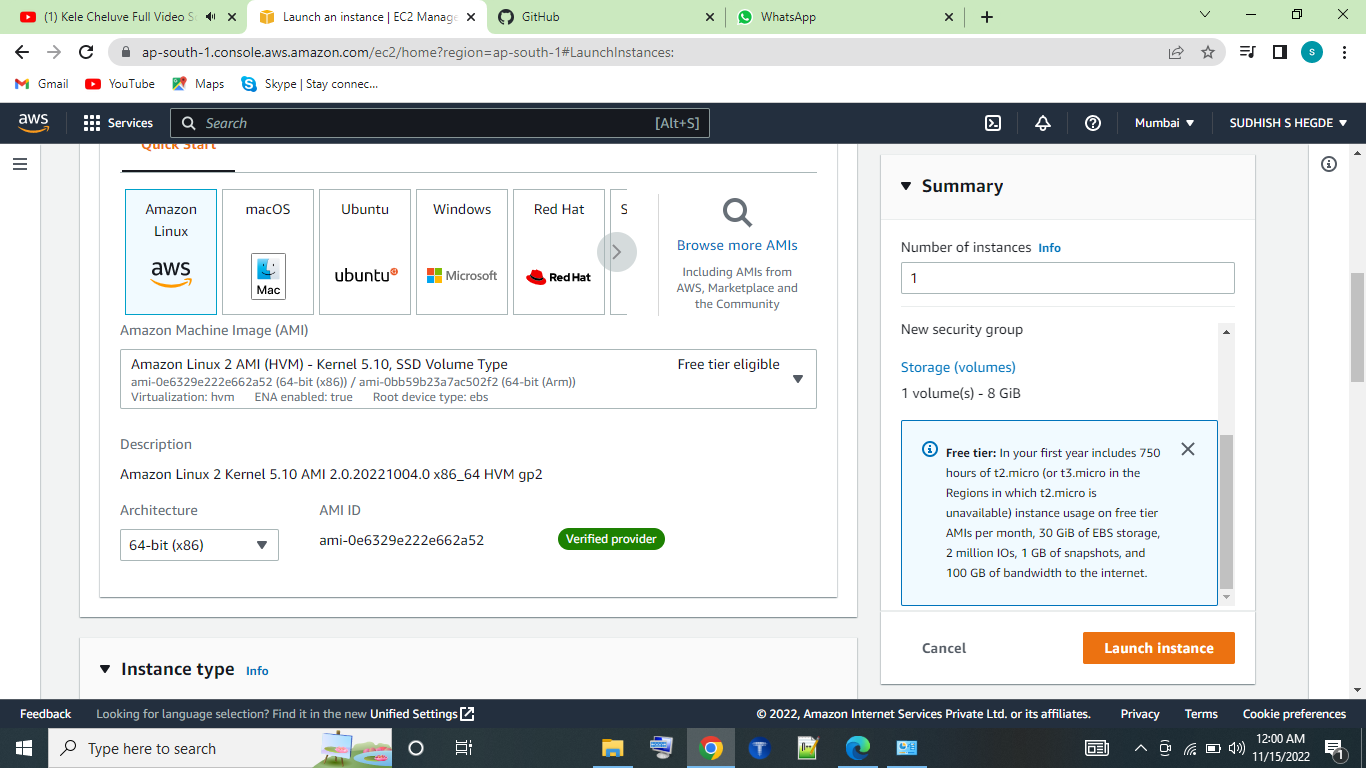 (1) Kele Cheluve Full Video S
Launch an instance | EC2 Manage
GitHub
WhatsApp
ap-south-1.console.aws.amazon.com/ec2/home?region=ap-south-1#LaunchInstances:
S
Gmail
YouTube
Maps
Skype | Stay connec...
aws
Services
Search
[Alt+S]
Mumbai
SUDHISH S HEGDE
Quick Start
Amazon
Linux
aws
macOS
Mac
Ubuntu
ubuntu
Windows
Microsoft
Red Hat
Red Hat
S
Browse more AMIs
Including AMIs from
AWS, Marketplace and
the Community
Amazon Machine Image (AMI)
Amazon Linux 2 AMI (HVM) - Kernel 5.10, SSD Volume Type
Free tier eligible
ami-0e6329e222e662a52 (64-bit (x86)) / ami-0bb59b23a7ac502f2 (64-bit (Arm))
Virtualization: hvm ENA enabled: true Root device type: ebs
Description
Amazon Linux 2 Kernel 5.10 AMI 2.0.20221004.0 x86_64 HVM gp2
Architecture
AMI ID
64-bit (x86)
ami-0e6329e222e662a52
Verified provider
Instance type Info
Summary
Number of instances Info
1
New security group
Storage (volumes)
1 volume(s) - 8 GiB
Free tier: In your first year includes 750
hours of t2.micro (or t3.micro in the
Regions in which t2.micro is
unavailable) instance usage on free tier
AMIs per month, 30 GiB of EBS storage,
2 million IOs, 1 GB of snapshots, and
100 GB of bandwidth to the internet.
Cancel
Launch instance
Feedback
Looking for language selection? Find it in the new Unified Settings
© 2022, Amazon Internet Services Private Ltd. or its affiliates.
Privacy
Terms
Cookie preferences
Type here to search
12:00 AM
11/15/2022
1